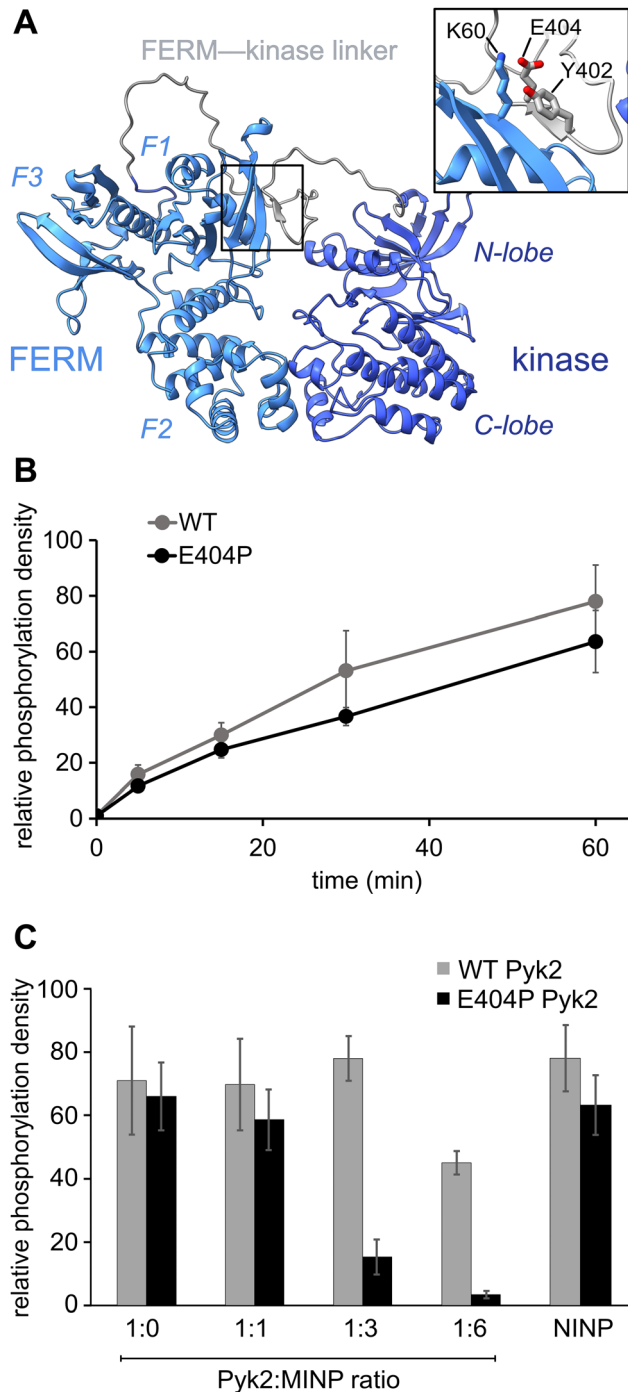 A
FERM—kinase linker
K60
E404
Y402
F1
F3
N-lobe
FERM
kinase
F2
C-lobe
B
WT
E404P
relative phosphorylation density
100
80
60
40
20
0
0 20 40 60
time (min)
C
WT Pyk2
E404P Pyk2
relative phosphorylation density
100
80
60
40
20
0
1:0 1:1 1:3 1:6 NINP
Pyk2:MINP ratio